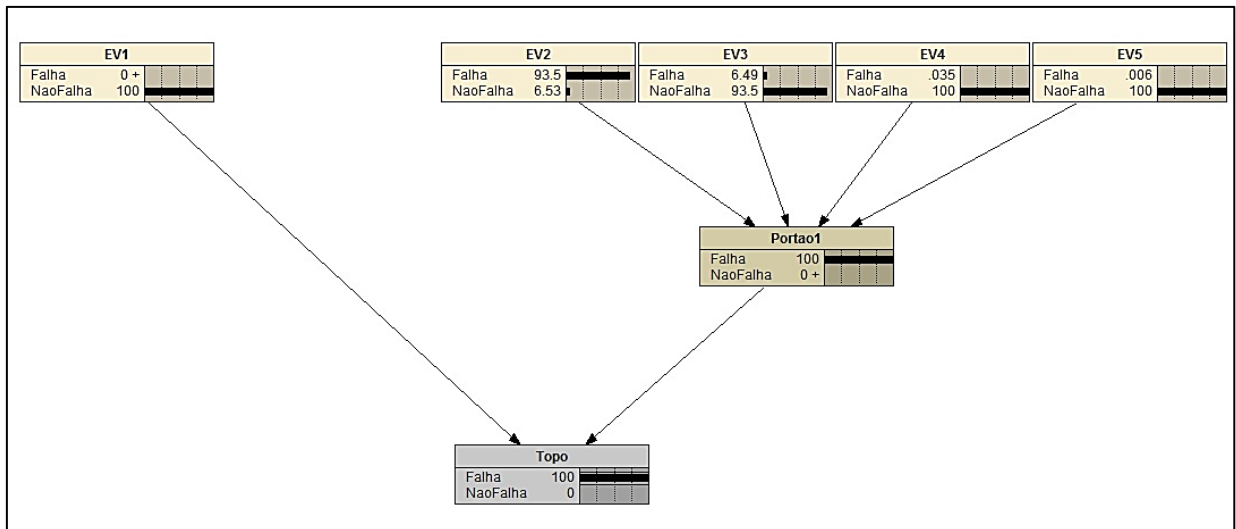 EV1
Falha 0 +
NaoFalha 100
EV2
Falha 93.5
NaoFalha 6.53
EV3
Falha 6.49
NaoFalha 93.5
EV4
Falha .035
NaoFalha 100
EV5
Falha .006
NaoFalha 100
Portao1
Falha 100
NaoFalha 0 +
Topo
Falha 100
NaoFalha 0